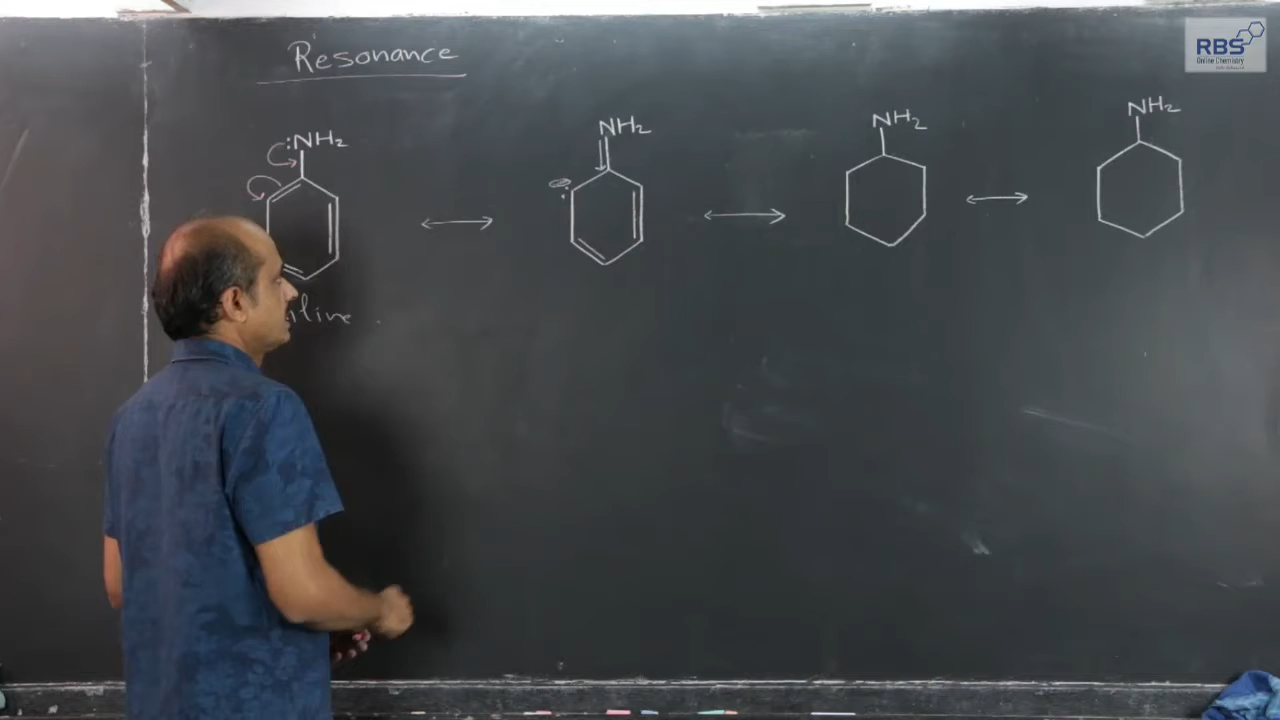 Resonance
RBS
Online Chemistry
:NH₂
NH₂
NH₂
NH₂